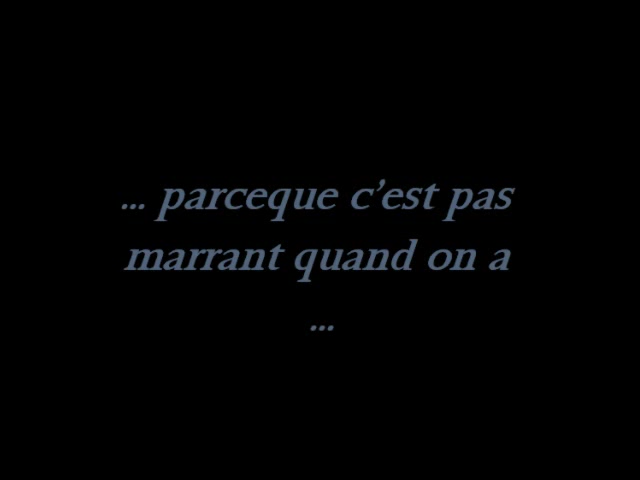 ... parceque c’est pas
marrant quand on a
...